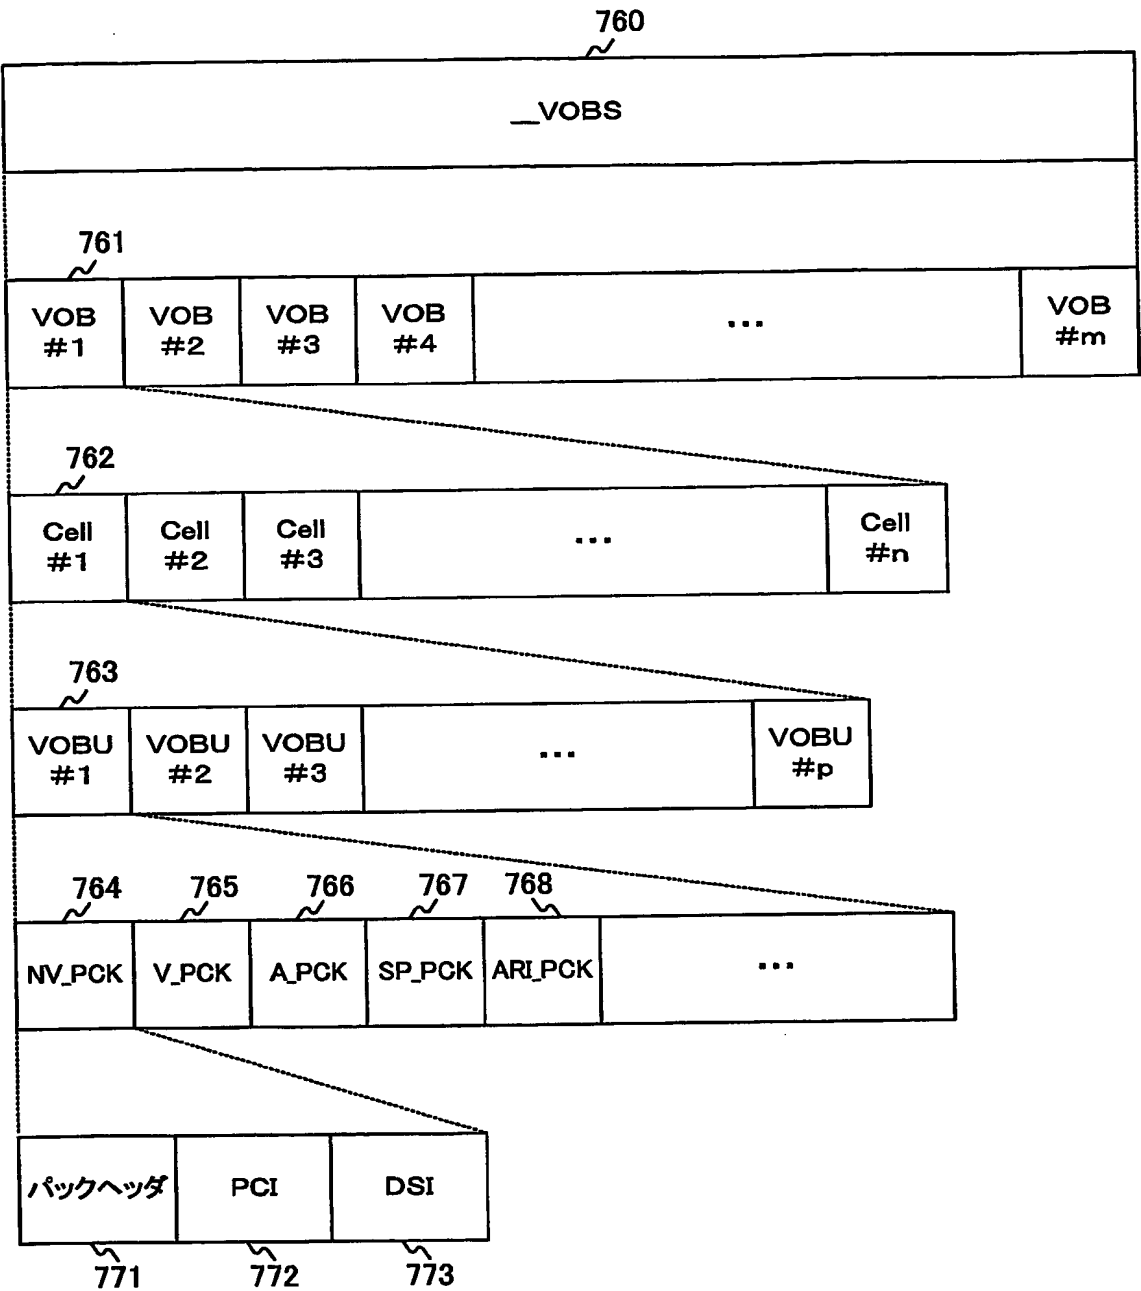 760
__VOBS
761
VOB
#1
VOB
#2
VOB
#3
VOB
#4
...
VOB
#m
762
Cell
#1
Cell
#2
Cell
#3
...
Cell
#n
763
VOBU
#1
VOBU
#2
VOBU
#3
...
VOBU
#p
764
765
766
767
768
NV_PCK
V_PCK
A_PCK
SP_PCK
ARI_PCK
...
パックヘッダ
PCI
DSI
771
772
773